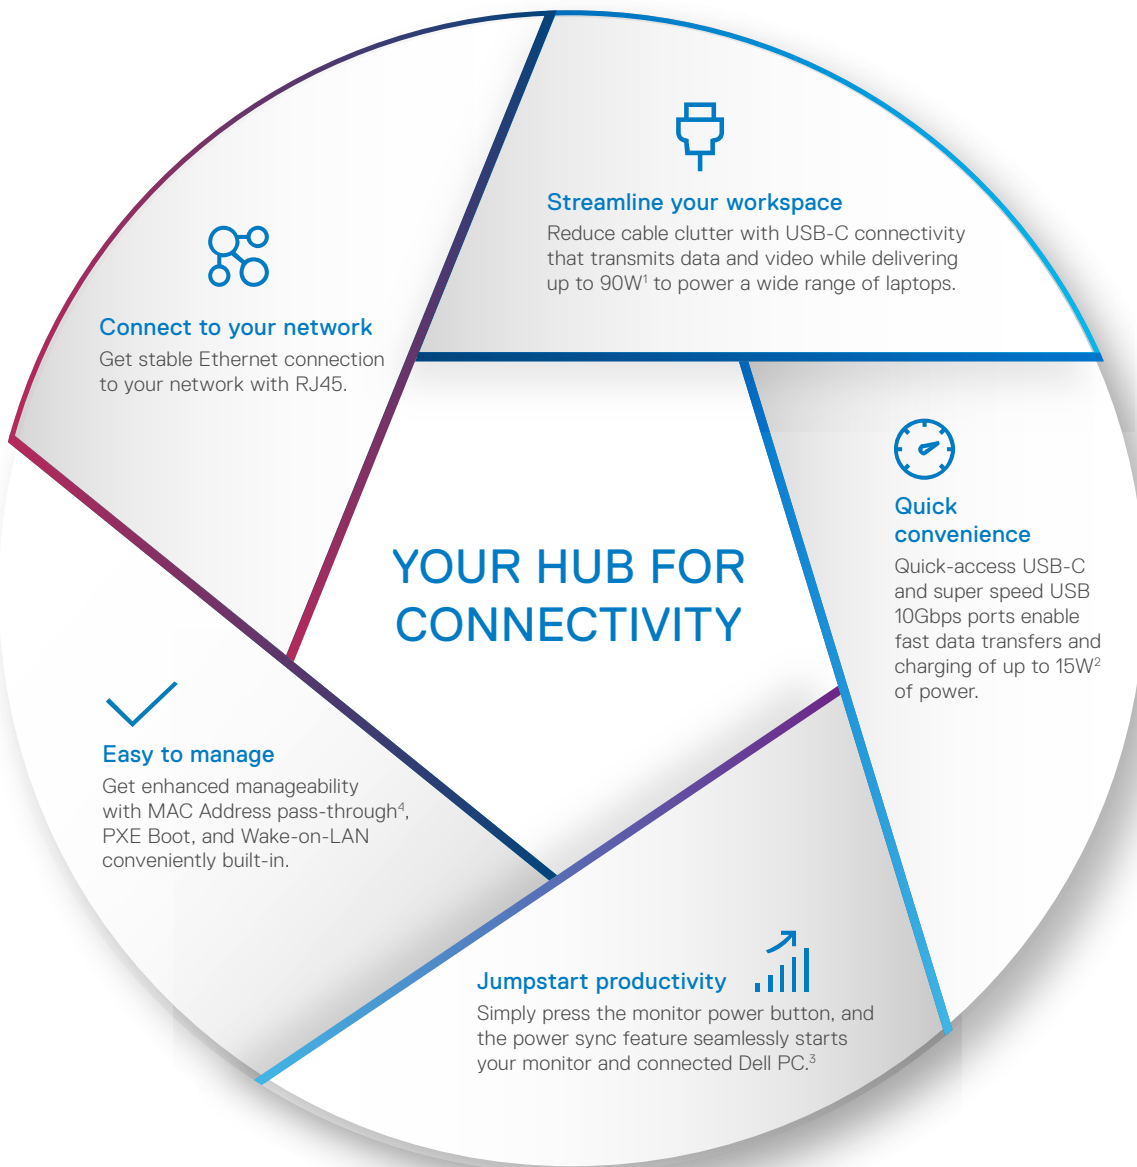 Streamline your workspace
Reduce cable clutter with USB-C connectivity
that transmits data and video while delivering
up to 90W¹ to power a wide range of laptops.
Connect to your network
Get stable Ethernet connection
to your network with RJ45.
YOUR HUB FOR
CONNECTIVITY
Quick
convenience
Quick-access USB-C
and super speed USB
10Gbps ports enable
fast data transfers and
charging of up to 15W²
of power.
Easy to manage
Get enhanced manageability
with MAC Address pass-through⁴,
PXE Boot, and Wake-on-LAN
conveniently built-in.
Jumpstart productivity
Simply press the monitor power button, and
the power sync feature seamlessly starts
your monitor and connected Dell PC.³